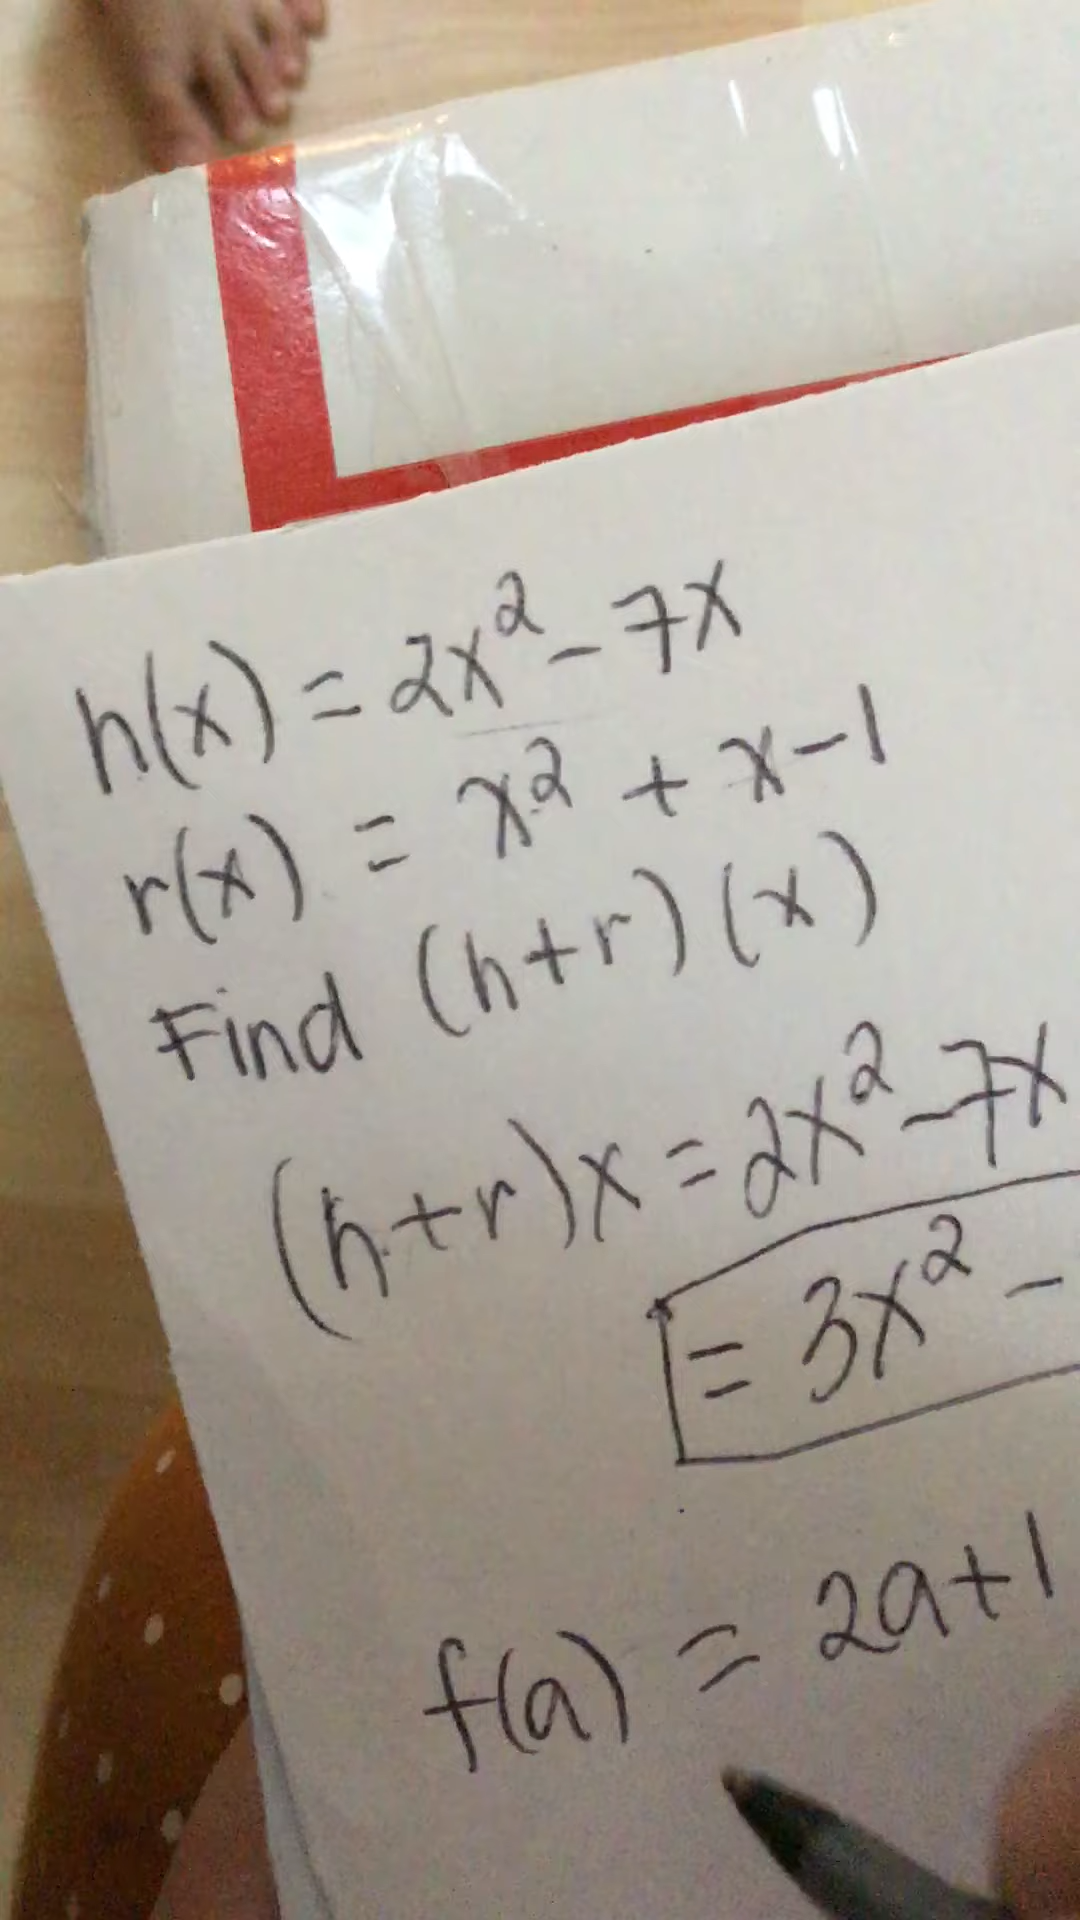 h(x) = 2x² - 7x
r(x) = x² + x - 1
Find (h+r)(x)
(h+r)x = 2x² - 7x
= 3x² -
f(a) = 2a+1